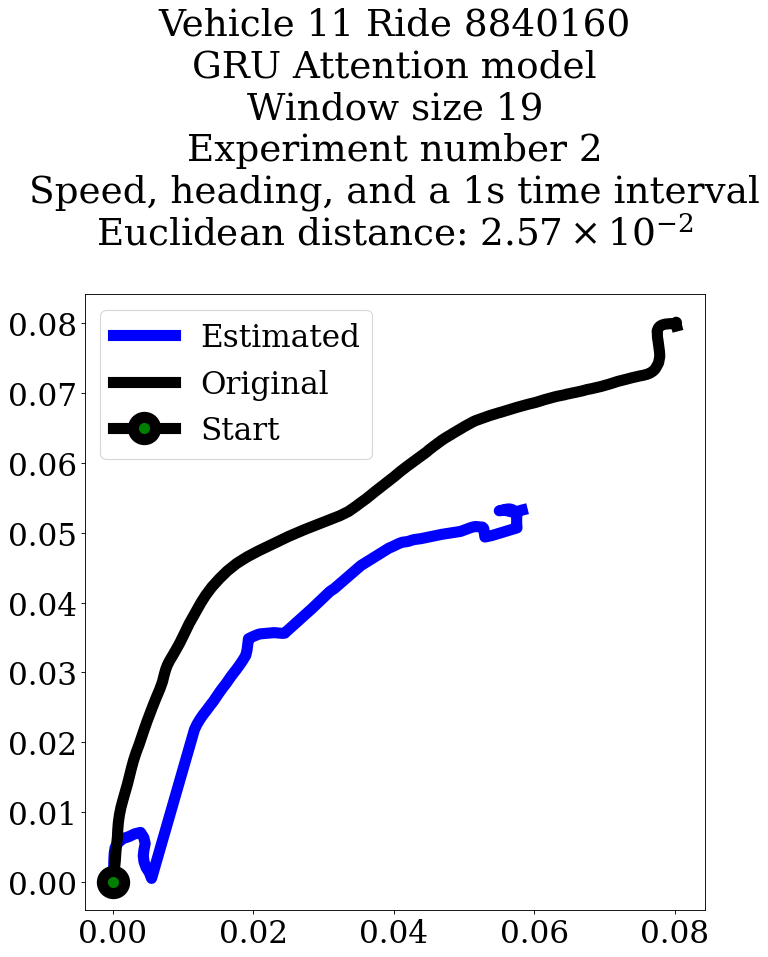 Vehicle 11 Ride 8840160
GRU Attention model
Window size 19
Experiment number 2
Speed, heading, and a 1s time interval
Euclidean distance: 2.57 × 10⁻²
Estimated
Original
Start
0.08
0.07
0.06
0.05
0.04
0.03
0.02
0.01
0.00
0.00 0.02 0.04 0.06 0.08